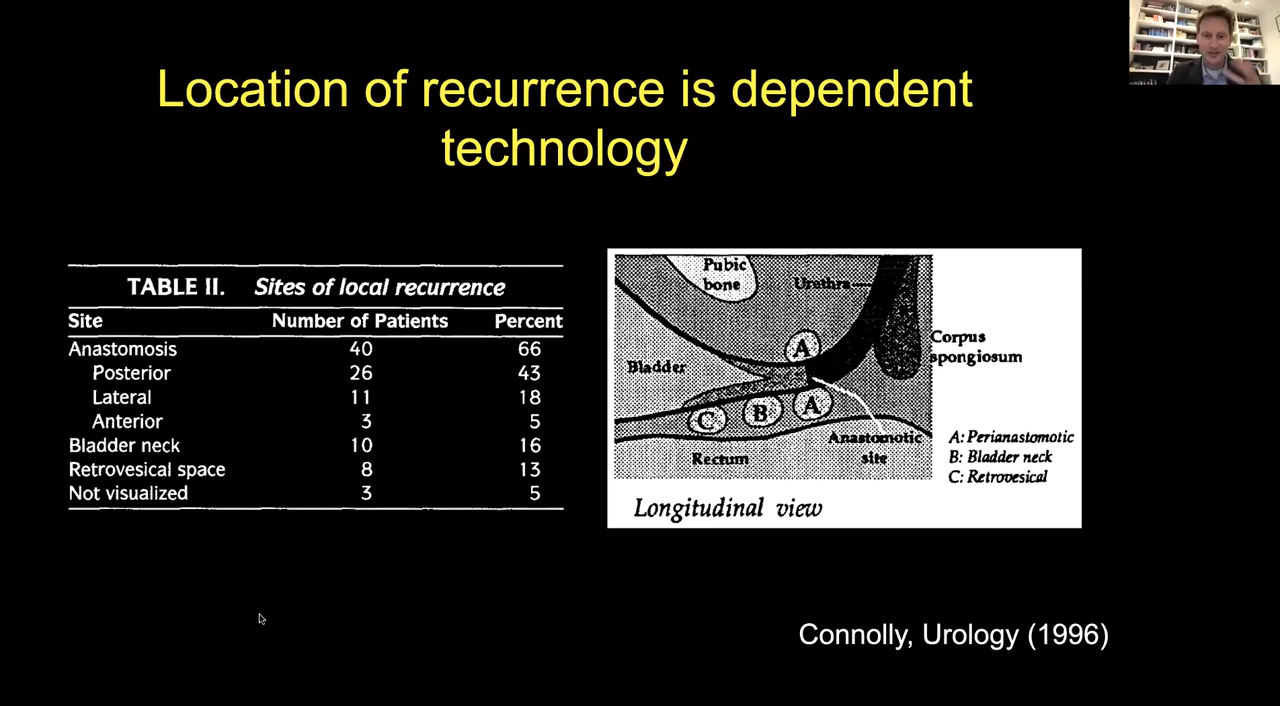 Location of recurrence is dependent
technology
TABLE II. Sites of local recurrence
Site Number of Patients Percent
Anastomosis 40 66
Posterior 26 43
Lateral 11 18
Anterior 3 5
Bladder neck 10 16
Retrovesical space 8 13
Not visualized 3 5
Pubic
bone
Urethra
A
Corpus
spongiosum
Bladder
C B A
Anastomotic
site
Rectum
A: Perianastomotic
B: Bladder neck
C: Retrovesical
Longitudinal view
Connolly, Urology (1996)